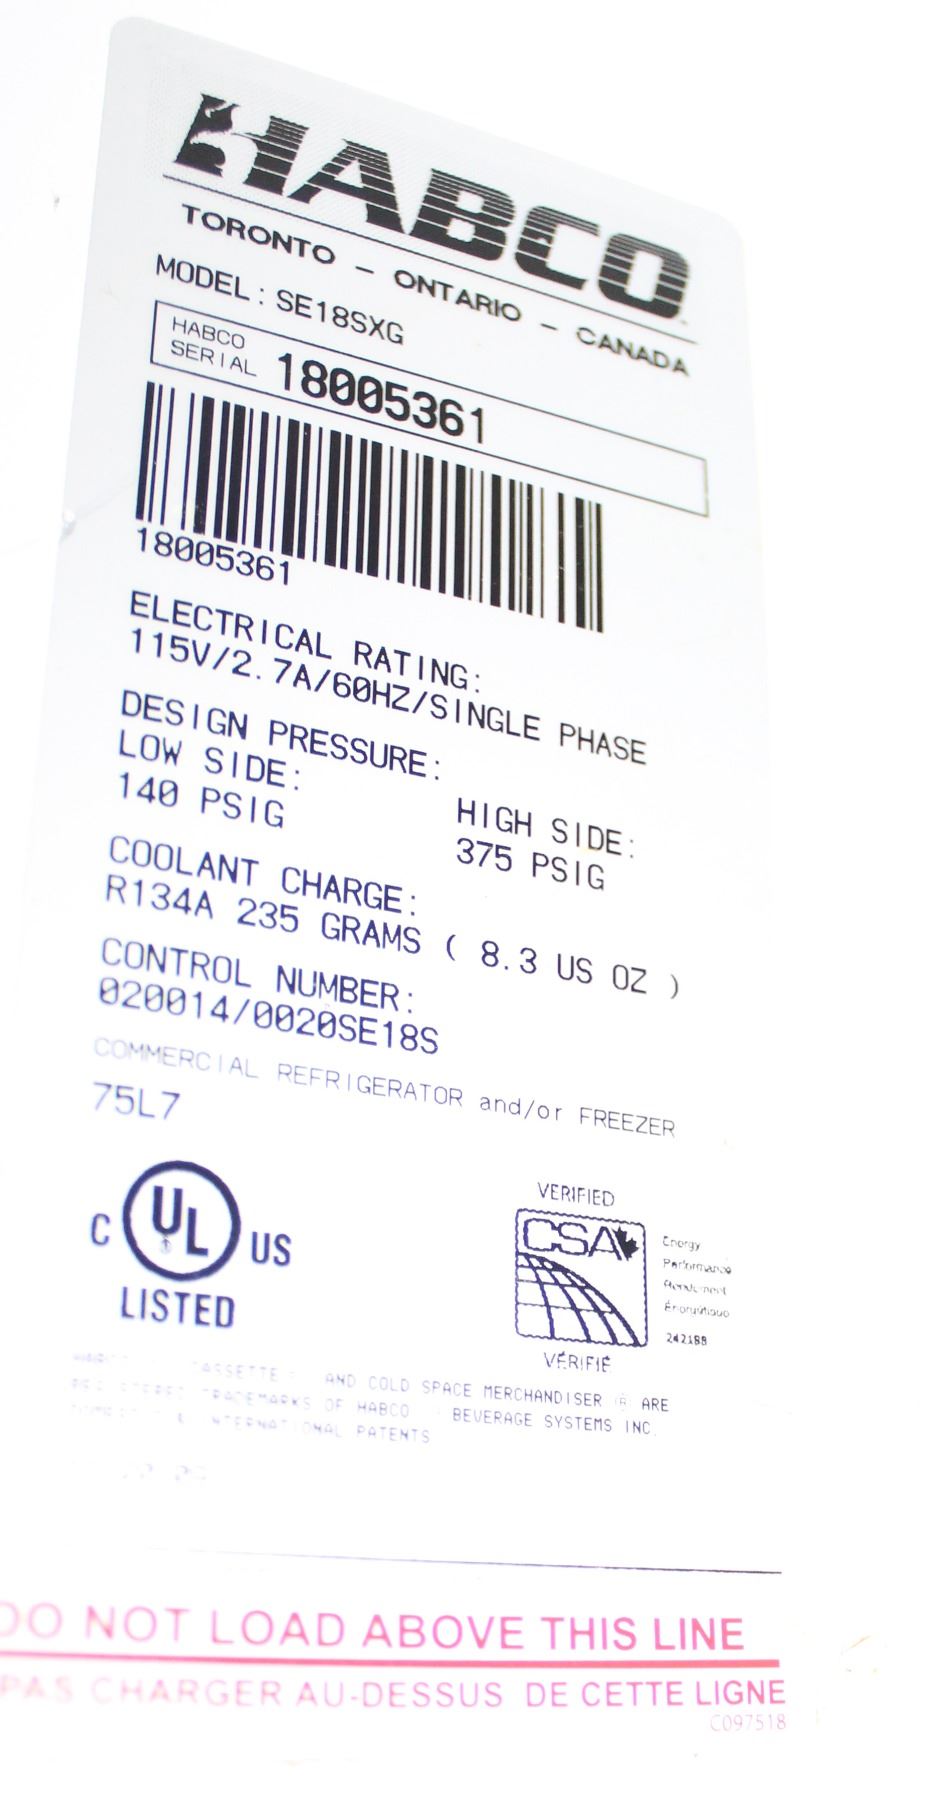 HABCO
TORONTO - ONTARIO - CANADA
MODEL: SE18SXG
HABCO
SERIAL 18005361
18005361
ELECTRICAL RATING:
115V/2.7A/60HZ/SINGLE PHASE
DESIGN PRESSURE:
LOW SIDE: HIGH SIDE:
140 PSIG 375 PSIG
COOLANT CHARGE:
R134A 235 GRAMS ( 8.3 US OZ )
CONTROL NUMBER:
020014/0020SE18S
COMMERCIAL REFRIGERATOR and/or FREEZER
75L7
C UL US
LISTED
VERIFIED
CSA
Energy
Performance
Rendement
Énergétique
242188
VÉRIFIÉ
CASSETTE AND COLD SPACE MERCHANDISER ® ARE
REGISTERED TRADEMARKS OF HABCO BEVERAGE SYSTEMS INC.
INTERNATIONAL PATENTS
DO NOT LOAD ABOVE THIS LINE
PAS CHARGER AU-DESSUS DE CETTE LIGNE
C097518